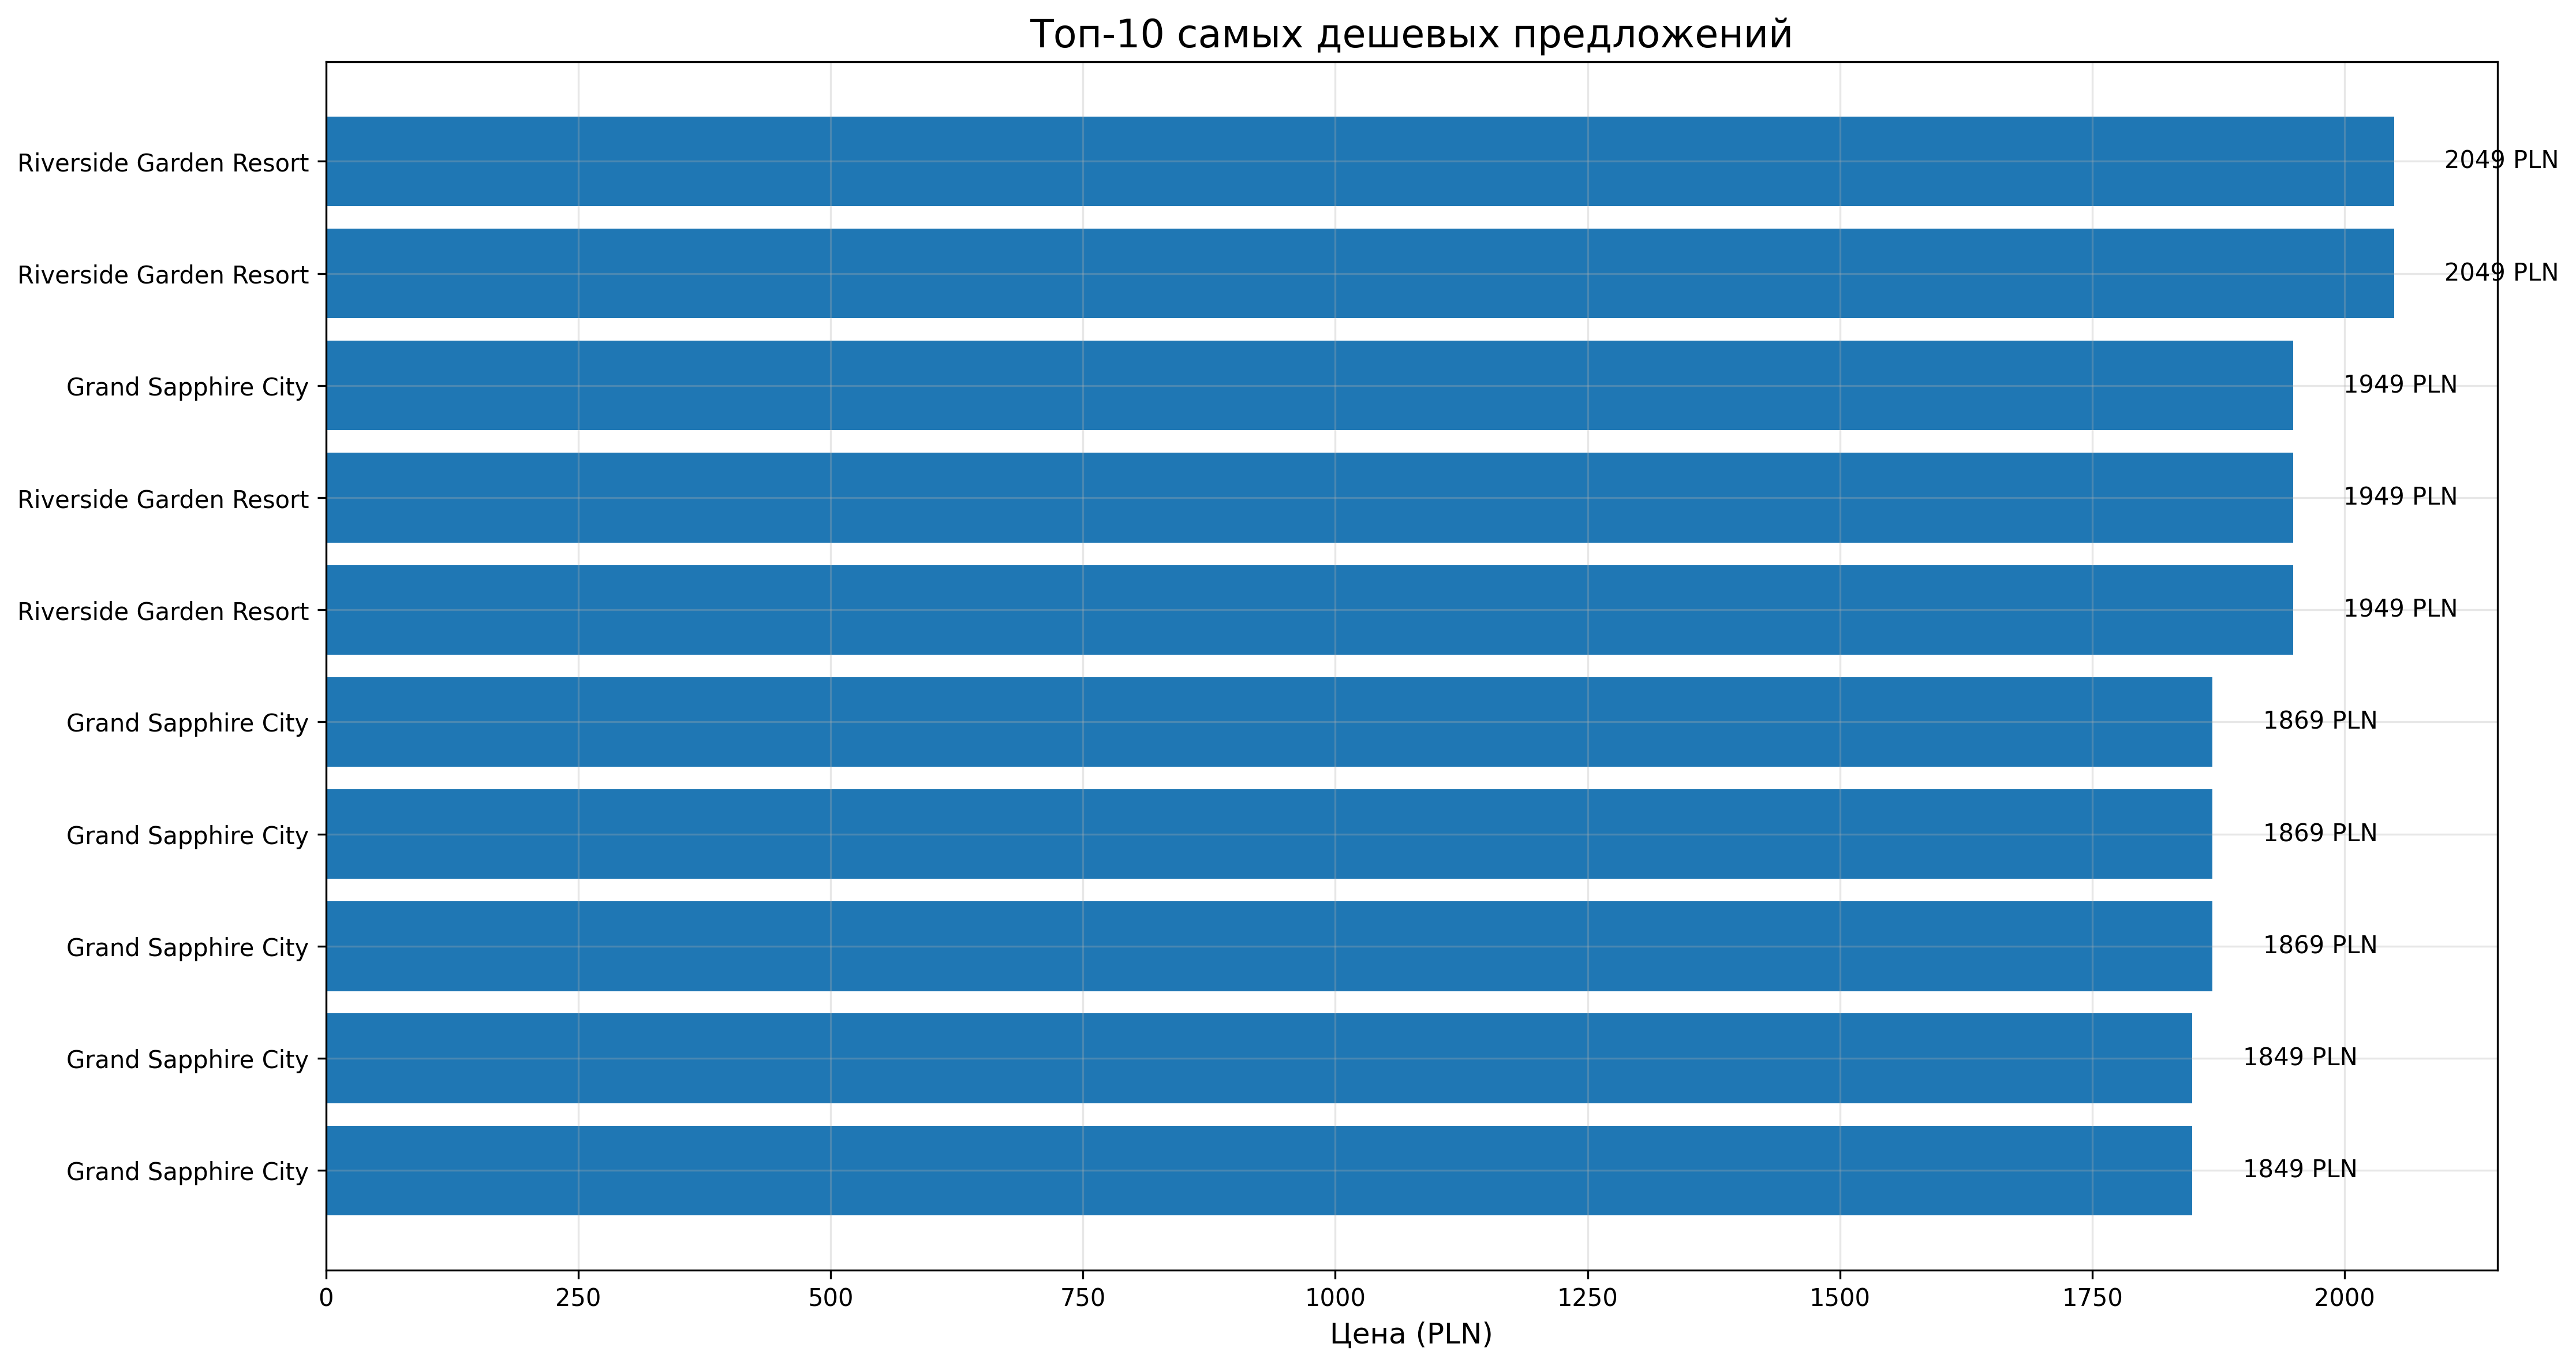 Топ-10 самых дешевых предложений
Riverside Garden Resort 2049 PLN
Riverside Garden Resort 2049 PLN
Grand Sapphire City 1949 PLN
Riverside Garden Resort 1949 PLN
Riverside Garden Resort 1949 PLN
Grand Sapphire City 1869 PLN
Grand Sapphire City 1869 PLN
Grand Sapphire City 1869 PLN
Grand Sapphire City 1849 PLN
Grand Sapphire City 1849 PLN
0 250 500 750 1000 1250 1500 1750 2000
Цена (PLN)